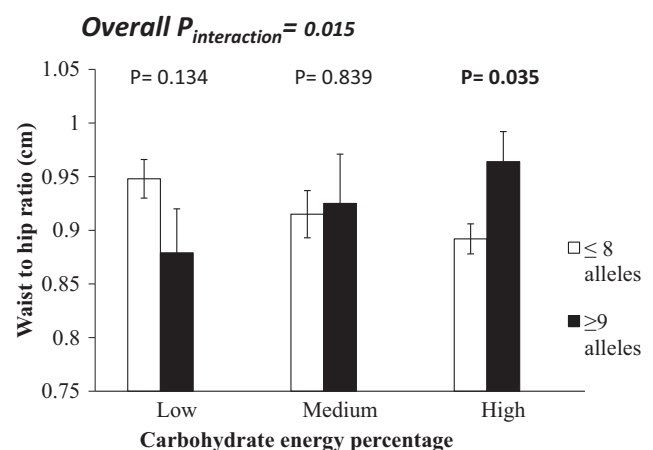 Overall P interaction = 0.015
P= 0.134 P= 0.839 P= 0.035
1.05
1
0.95
0.9
0.85
0.8
0.75
Waist to hip ratio (cm)
≤ 8
alleles
≥9
alleles
Low Medium High
Carbohydrate energy percentage